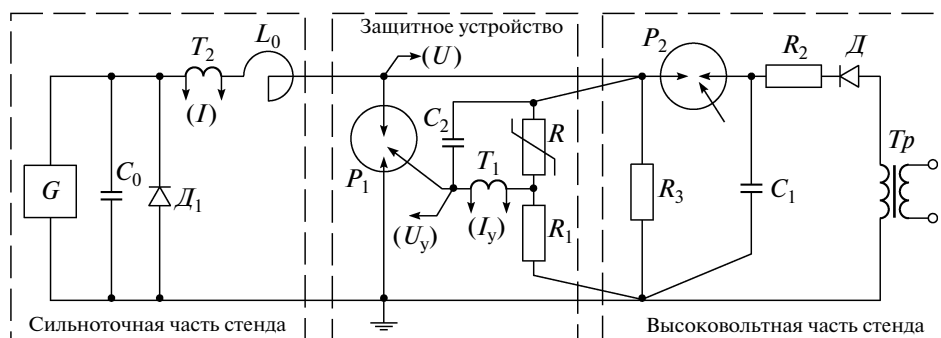 Защитное устройство
T₂
L₀
(U)
P₂
R₂
Д
(I)
C₂
R
Tp
G
C₀
Д₁
P₁
T₁
R₃
C₁
(Uу)
(Iу)
R₁
Сильноточная часть стенда
Высоковольтная часть стенда